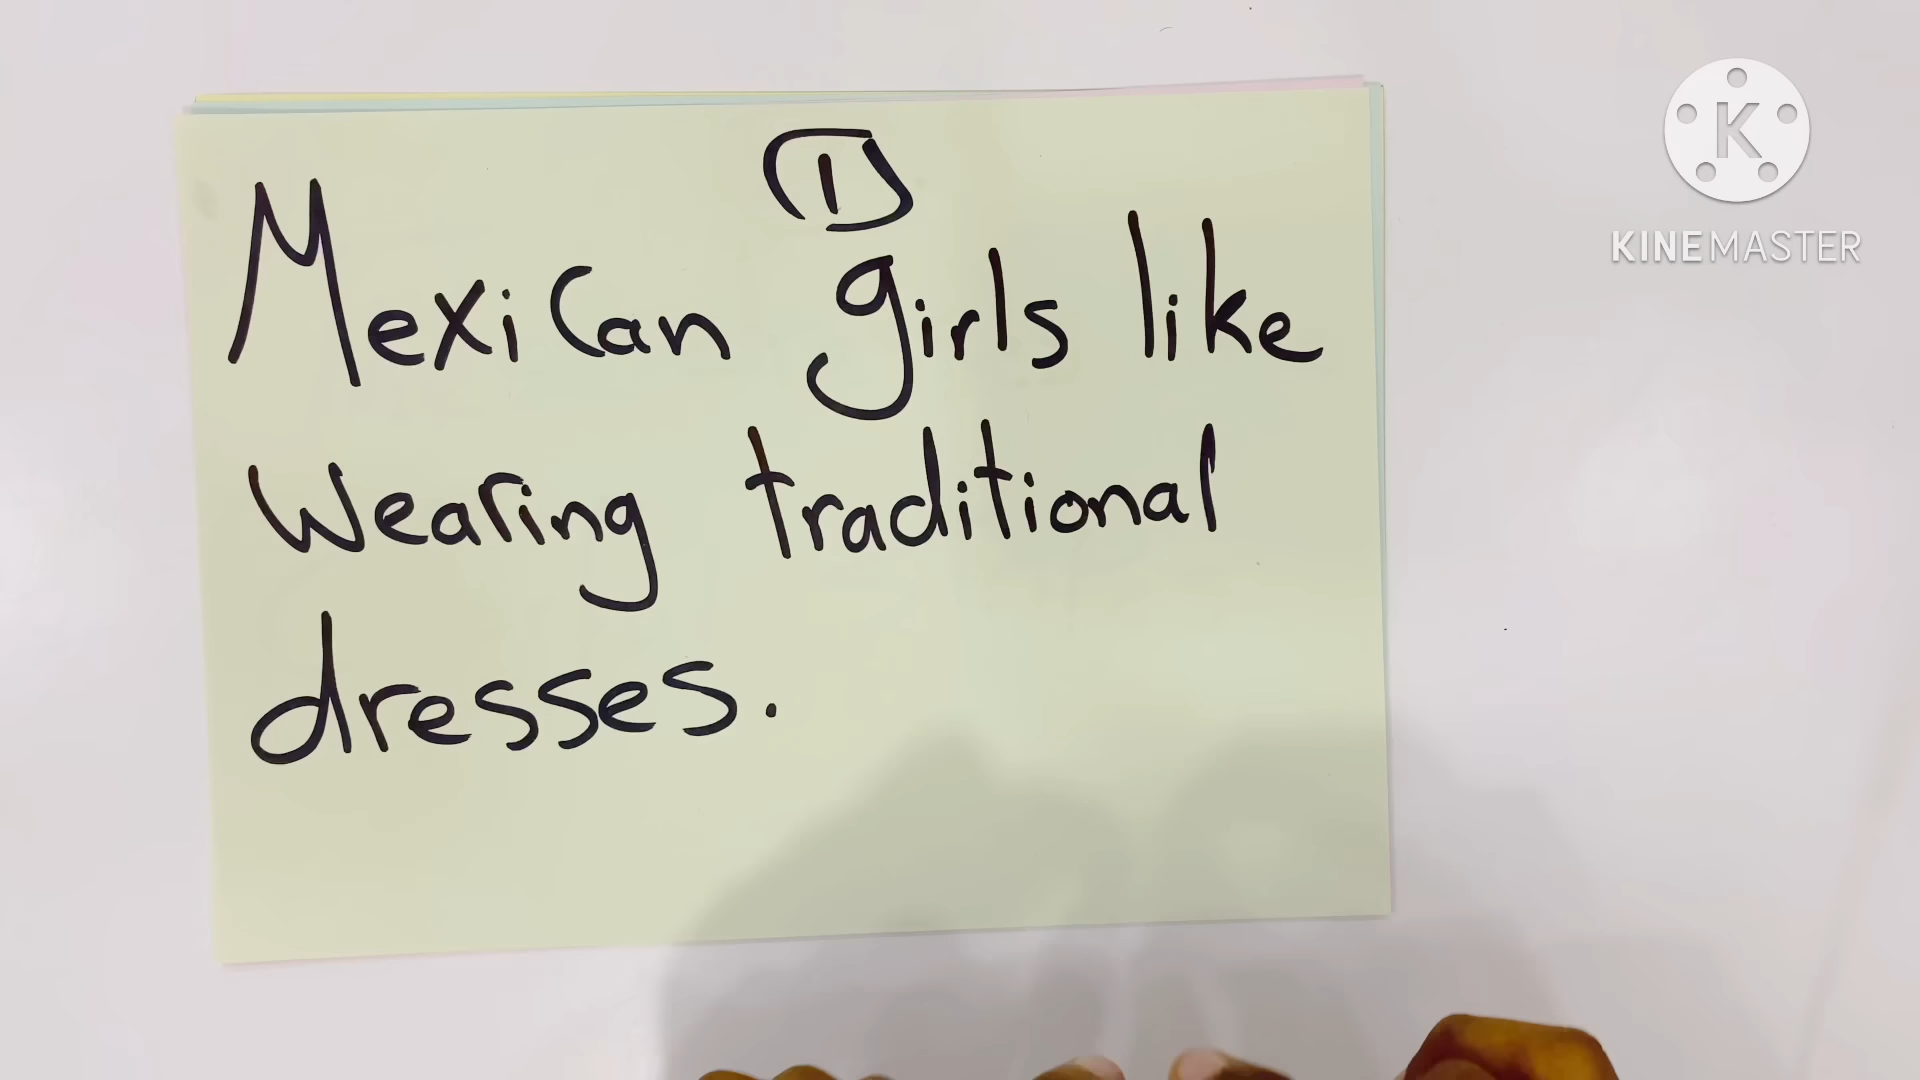 1
Mexican girls like
wearing traditional
dresses.
K
KINEMASTER